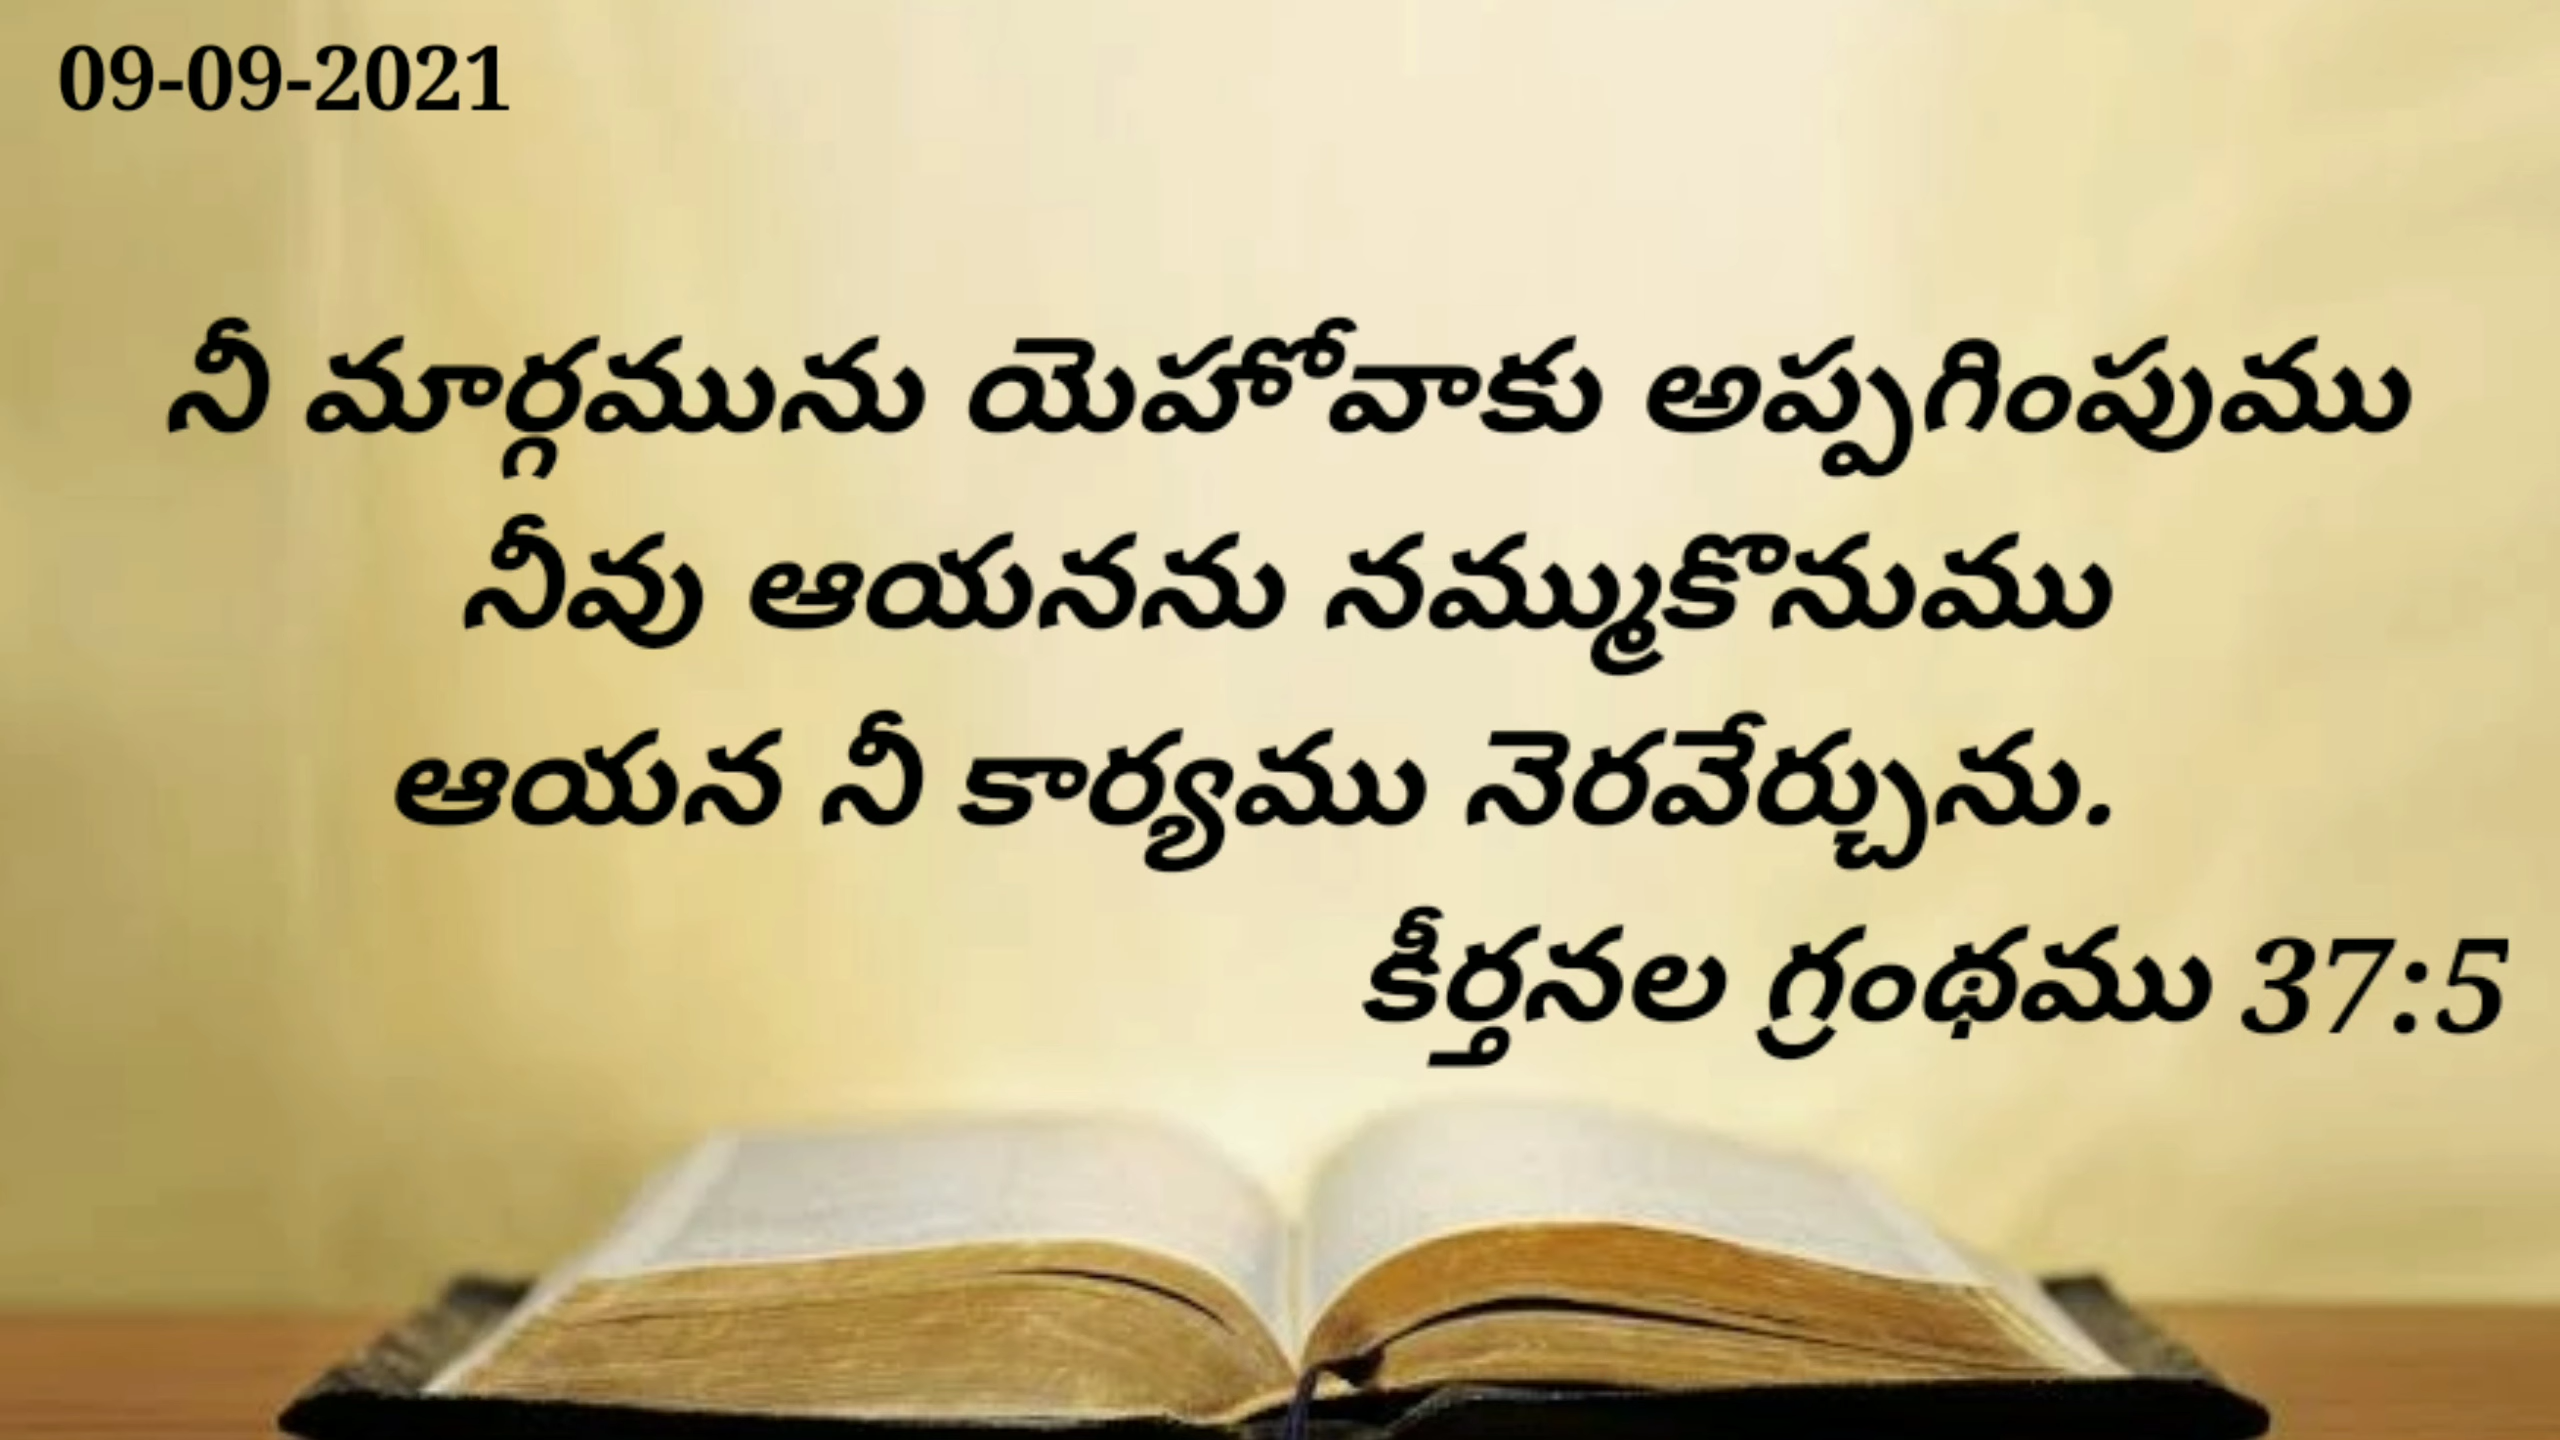 09-09-2021
నీ మార్గమును యెహోవాకు అప్పగింపుము
నీవు ఆయనను నమ్ముకొనుము
ఆయన నీ కార్యము నెరవేర్చును.
కీర్తనల గ్రంథము 37:5